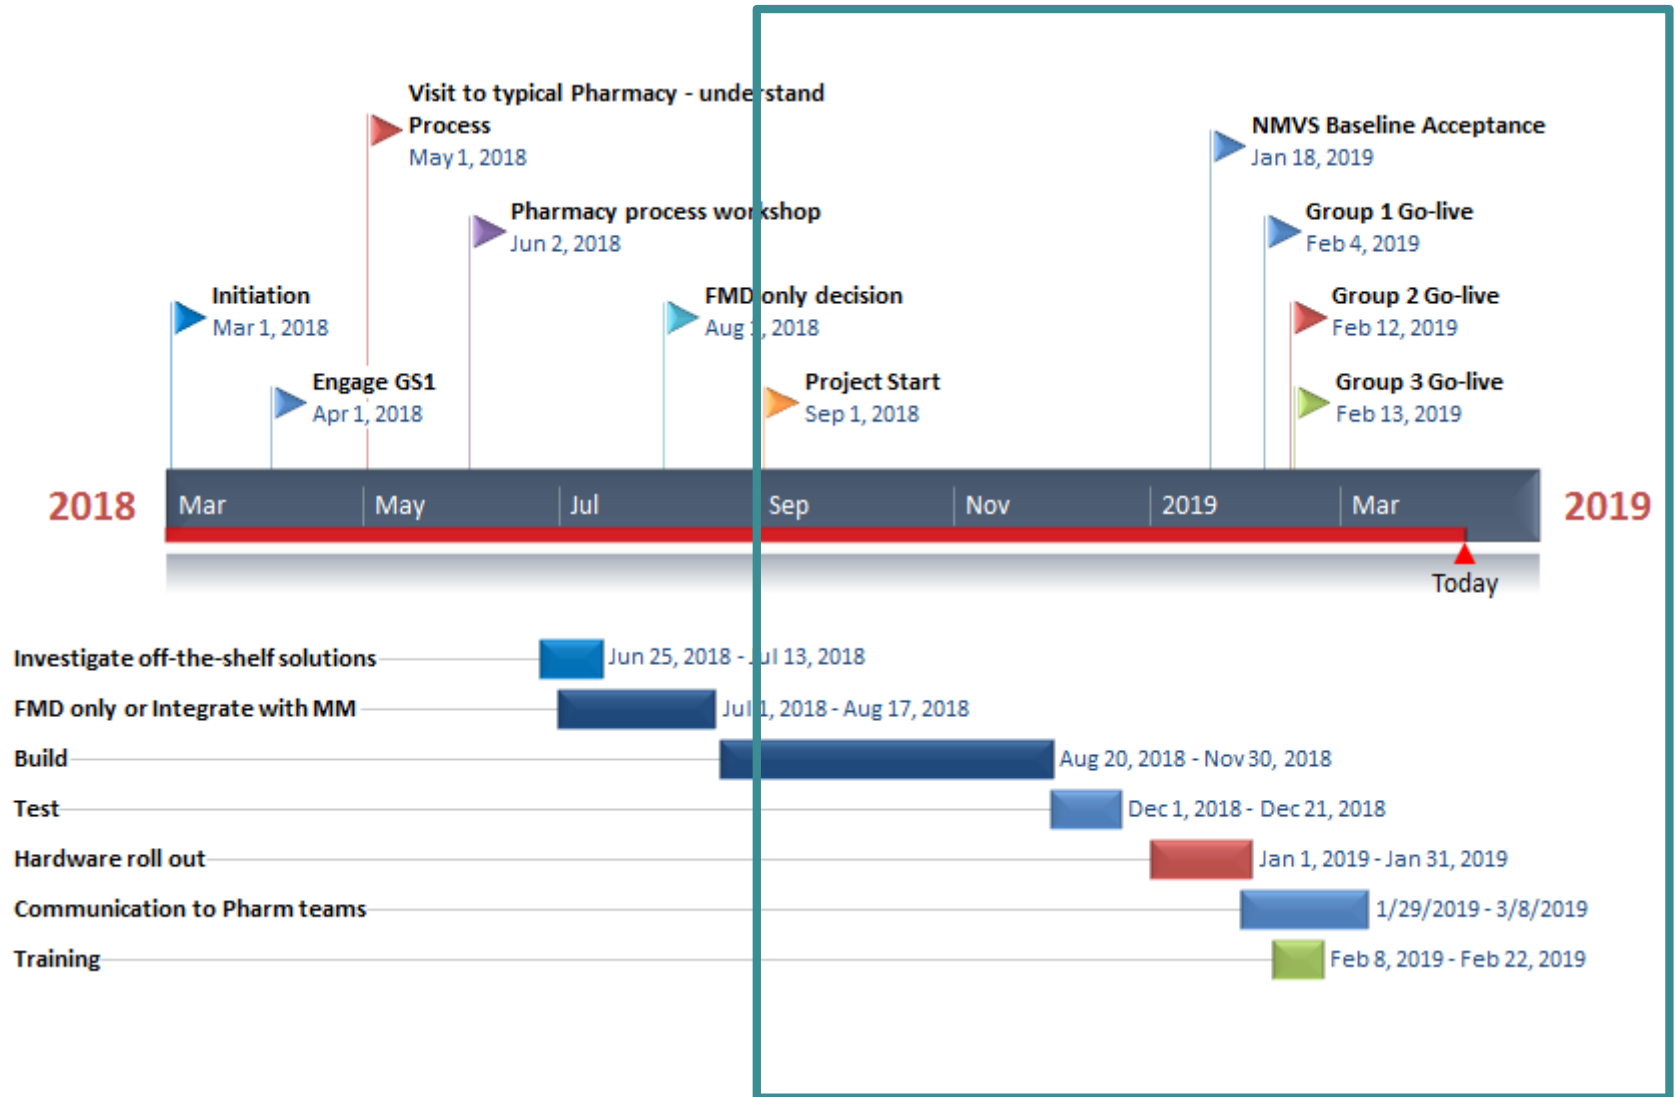 Visit to typical Pharmacy - understand
Process
May 1, 2018
NMVS Baseline Acceptance
Jan 18, 2019
Pharmacy process workshop
Jun 2, 2018
Group 1 Go-live
Feb 4, 2019
Initiation
Mar 1, 2018
FMD only decision
Aug 1, 2018
Group 2 Go-live
Feb 12, 2019
Engage GS1
Apr 1, 2018
Project Start
Sep 1, 2018
Group 3 Go-live
Feb 13, 2019
2018 Mar May Jul Sep Nov 2019 Mar 2019
Today
Investigate off-the-shelf solutions Jun 25, 2018 - Jul 13, 2018
FMD only or Integrate with MM Jul 1, 2018 - Aug 17, 2018
Build Aug 20, 2018 - Nov 30, 2018
Test Dec 1, 2018 - Dec 21, 2018
Hardware roll out Jan 1, 2019 - Jan 31, 2019
Communication to Pharm teams 1/29/2019 - 3/8/2019
Training Feb 8, 2019 - Feb 22, 2019